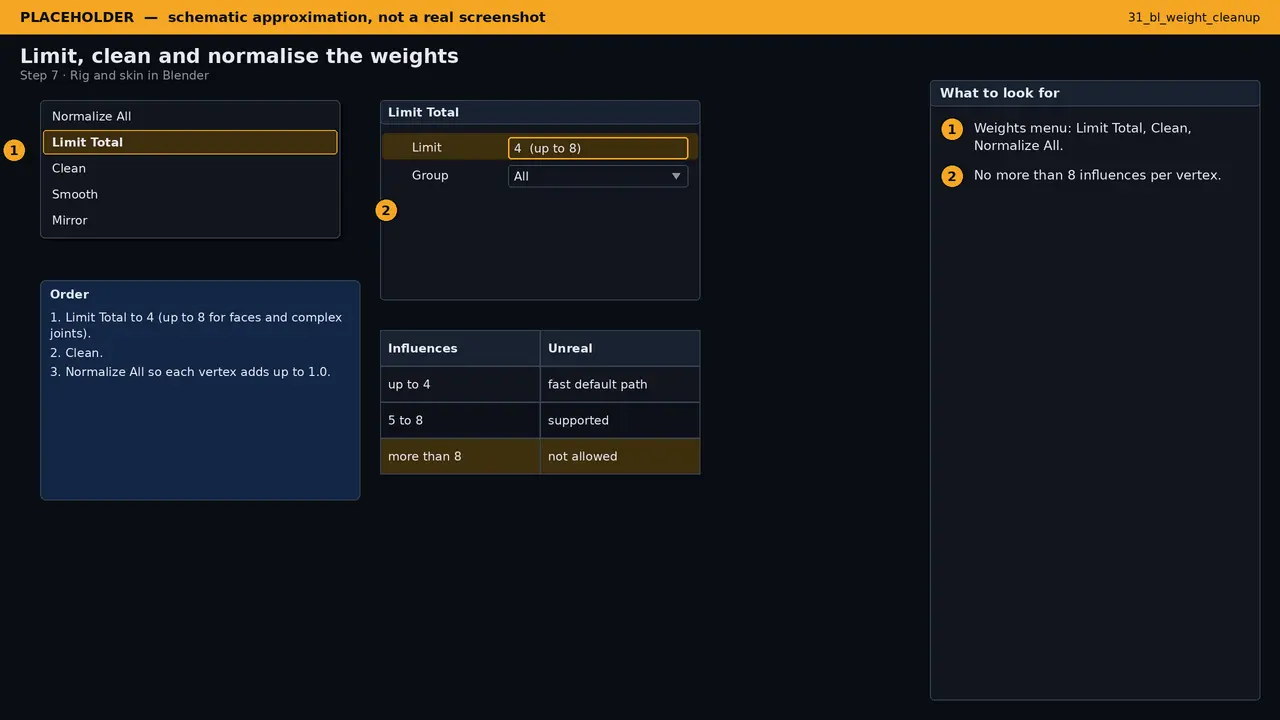 PLACEHOLDER — schematic approximation, not a real screenshot
31_bl_weight_cleanup
Limit, clean and normalise the weights
Step 7 · Rig and skin in Blender
1
Normalize All
Limit Total
Clean
Smooth
Mirror
Limit Total
Limit 4 (up to 8)
Group All
2
Order
1. Limit Total to 4 (up to 8 for faces and complex
joints).
2. Clean.
3. Normalize All so each vertex adds up to 1.0.
Influences Unreal
up to 4 fast default path
5 to 8 supported
more than 8 not allowed
What to look for
1 Weights menu: Limit Total, Clean,
Normalize All.
2 No more than 8 influences per vertex.